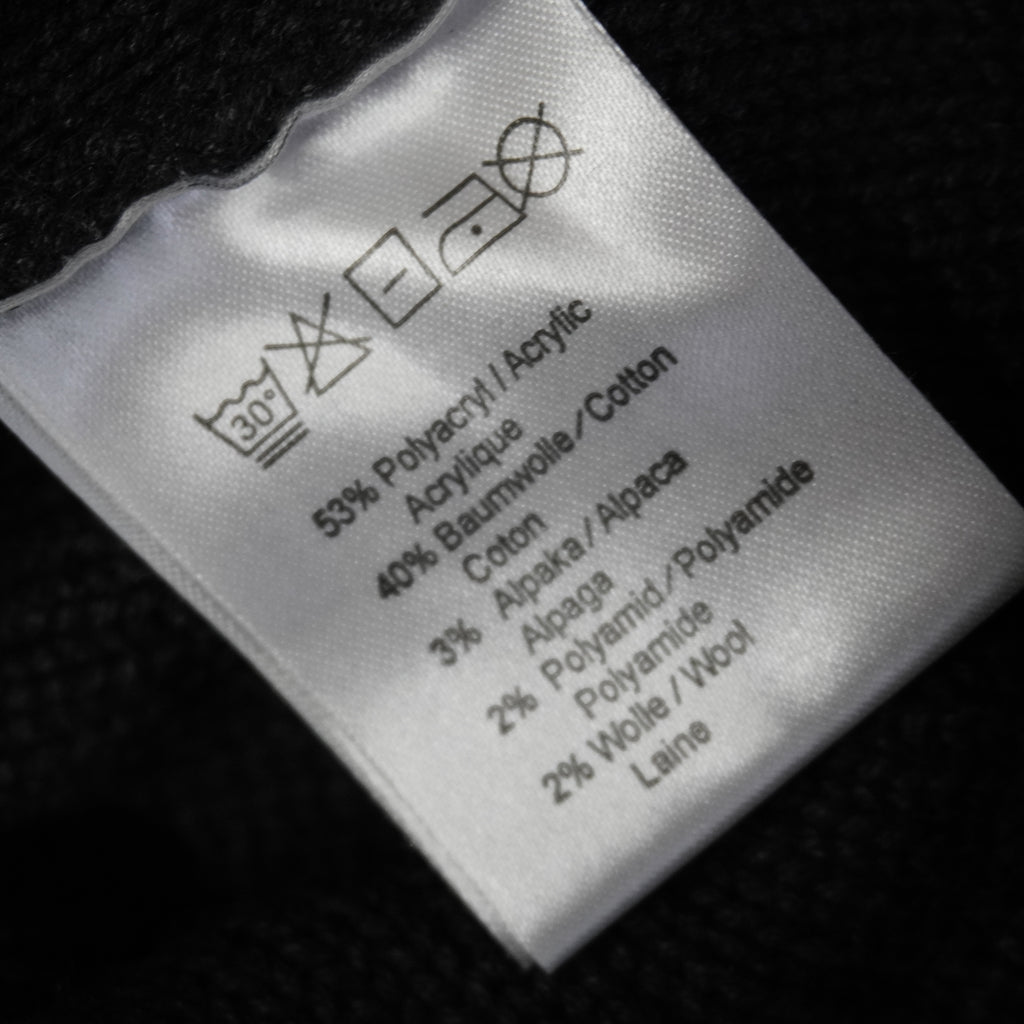 30°
53% Polyacryl / Acrylic
Acrylique
40% Baumwolle / Cotton
Coton
3% Alpaka / Alpaca
Alpaga
2% Polyamid / Polyamide
Polyamide
2% Wolle / Wool
Laine